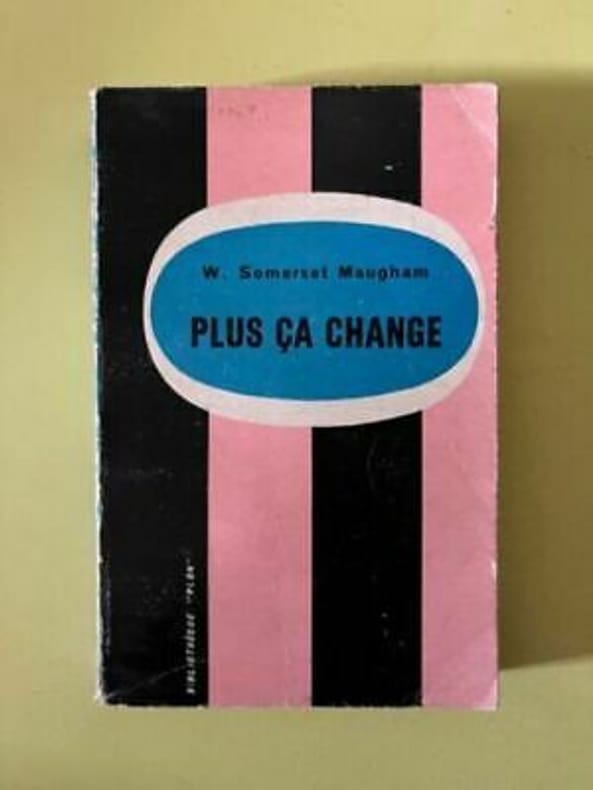 W. Somerset Maugham
PLUS ÇA CHANGE
BIBLIOTHÈQUE "PLON"